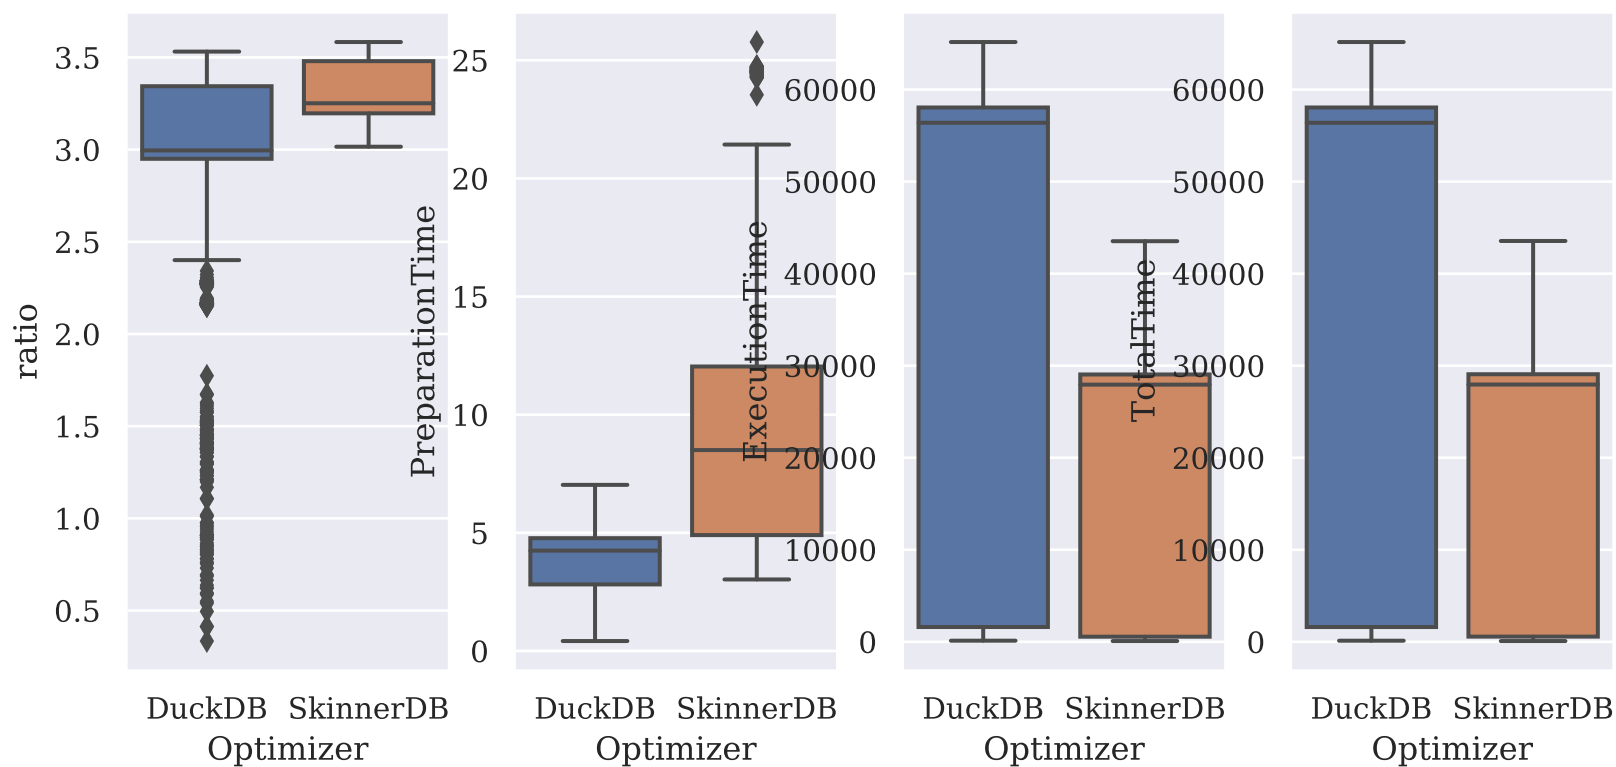 ratio
3.5
3.0
2.5
2.0
1.5
1.0
0.5
DuckDB SkinnerDB
Optimizer
PreparationTime
25
20
15
10
5
0
DuckDB SkinnerDB
Optimizer
ExecutionTime
60000
50000
40000
30000
20000
10000
0
DuckDB SkinnerDB
Optimizer
TotalTime
60000
50000
40000
30000
20000
10000
0
DuckDB SkinnerDB
Optimizer